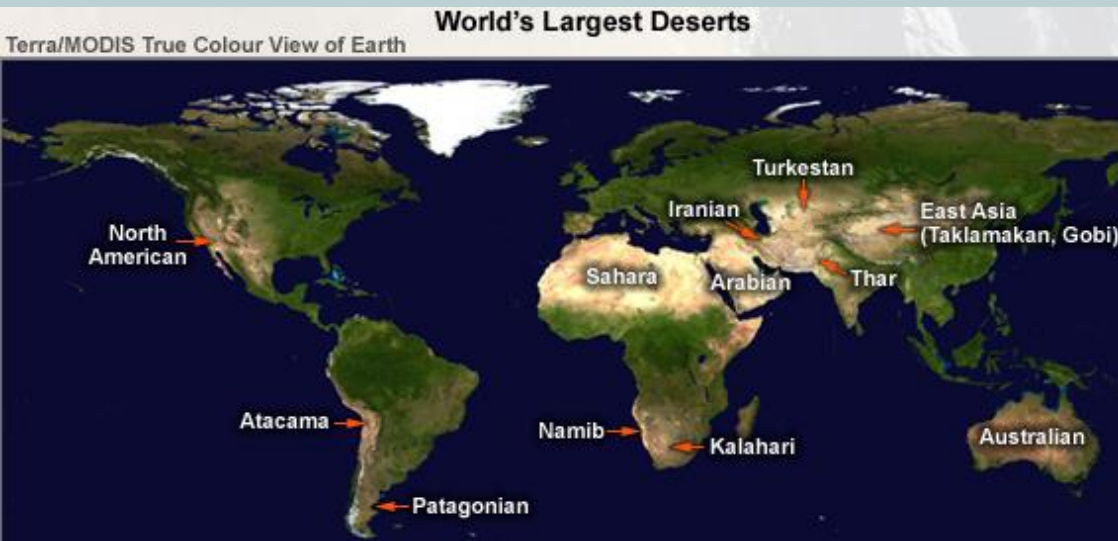 World's Largest Deserts
Terra/MODIS True Colour View of Earth
Turkestan
Iranian
East Asia
(Taklamakan, Gobi)
North
American
Sahara
Arabian
Thar
Atacama
Namib
Kalahari
Australian
Patagonian